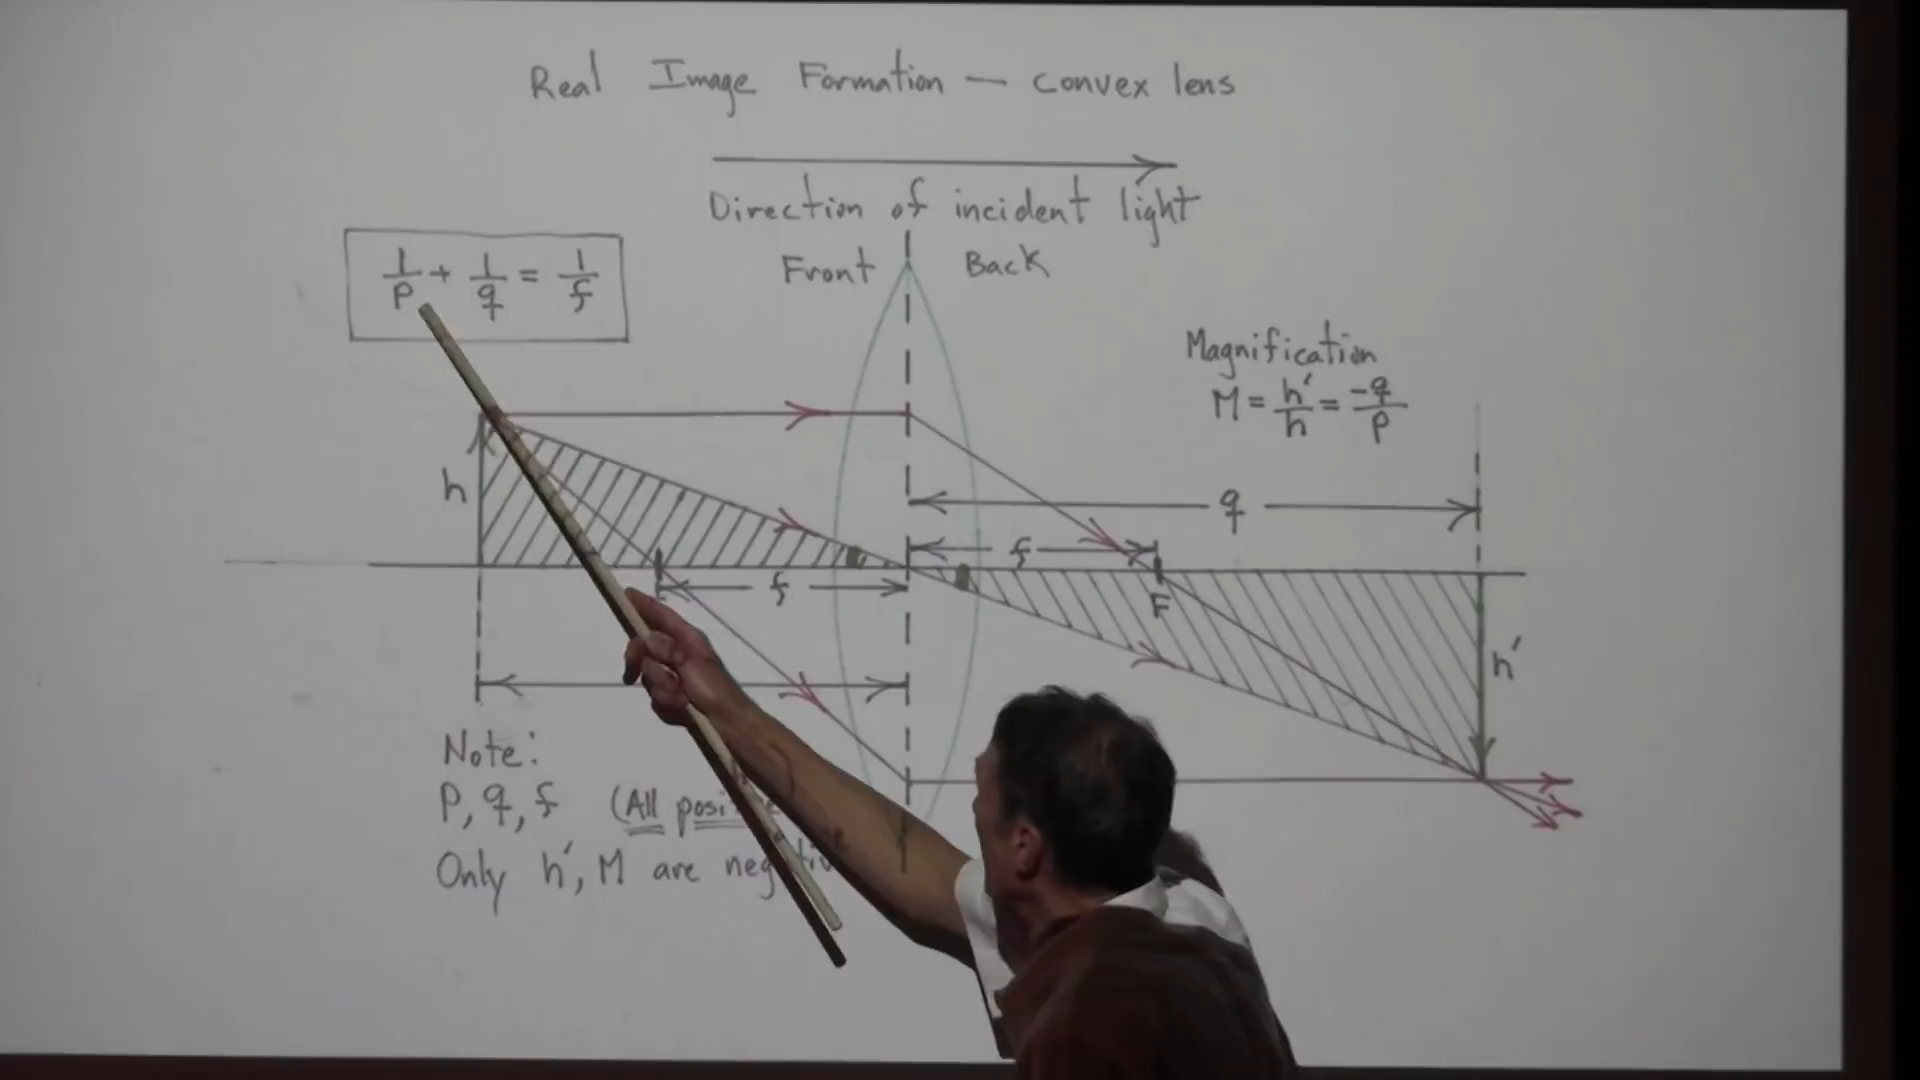 Real Image Formation — convex lens
Direction of incident light
Front Back
1/p + 1/q = 1/f
Magnification
M = h'/h = -q/p
h
q
f
f
F
h'
Note:
p, q, f (All
Only h', M are